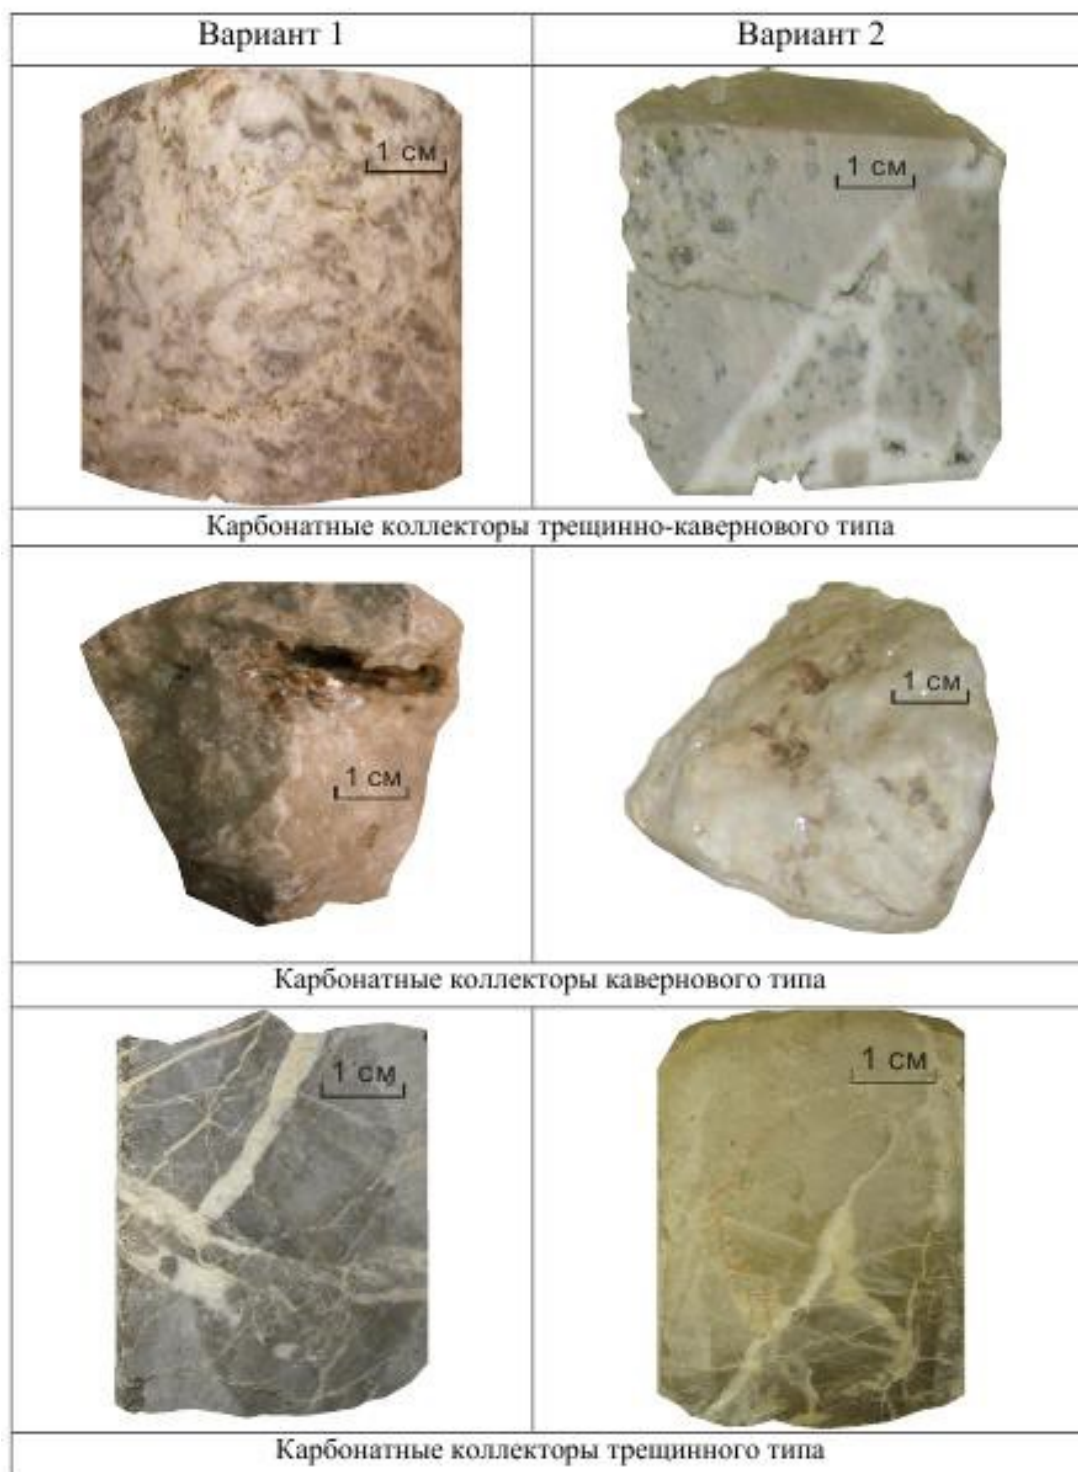 Вариант 1
Вариант 2
1 см
1 см
Карбонатные коллекторы трещинно-кавернового типа
1 см
1 см
Карбонатные коллекторы кавернового типа
1 см
1 см
Карбонатные коллекторы трещинного типа